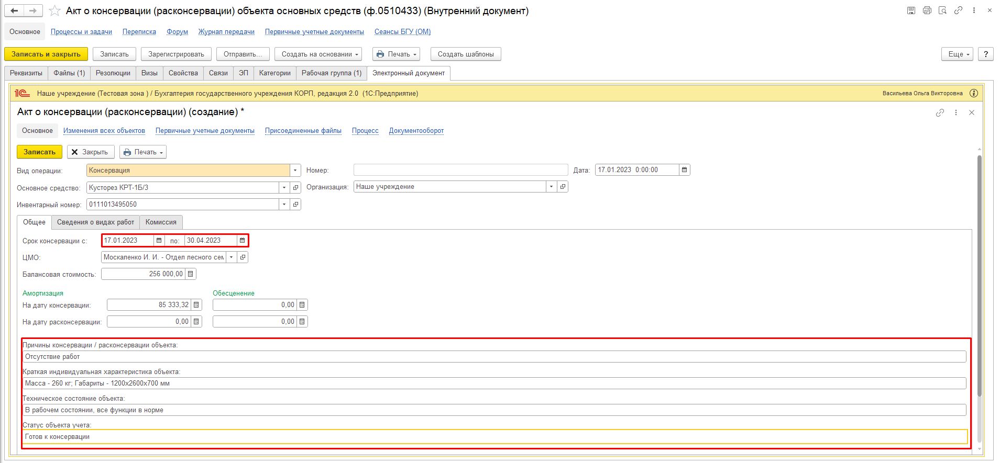 Акт о консервации (расконсервации) объекта основных средств (ф.0510433) (Внутренний документ)
Основное Процессы и задачи Переписка Форум Журнал передачи Первичные учетные документы Сеансы БГУ (ОМ)
Записать и закрыть Записать Зарегистрировать Отправить... Создать на основании Печать Создать шаблоны Еще ?
Реквизиты Файлы (1) Резолюции Визы Свойства Связи ЭП Категории Рабочая группа (1) Электронный документ
1С Наше учреждение (Тестовая зона ) / Бухгалтерия государственного учреждения КОРП, редакция 2.0 (1С:Предприятие) Васильева Ольга Викторовна
Акт о консервации (расконсервации) (создание) *
Основное Изменения всех объектов Первичные учетные документы Присоединенные файлы Процесс Документооборот
Записать Закрыть Печать
Вид операции: Консервация Номер: Дата: 17.01.2023 0:00:00
Основное средство: Кусторез КРТ-1Б/3 Организация: Наше учреждение
Инвентарный номер: 0111013495050
Общее Сведения о видах работ Комиссия
Срок консервации с: 17.01.2023 по: 30.04.2023
ЦМО: Москаленко И. И. - Отдел лесного сем
Балансовая стоимость: 256 000,00
Амортизация Обесценение
На дату консервации: 85 333,32 0,00
На дату расконсервации: 0,00 0,00
Причины консервации / расконсервации объекта:
Отсутствие работ
Краткая индивидуальная характеристика объекта:
Масса - 260 кг; Габариты - 1200х2600х700 мм
Техническое состояние объекта:
В рабочем состоянии, все функции в норме
Статус объекта учета:
Готов к консервации